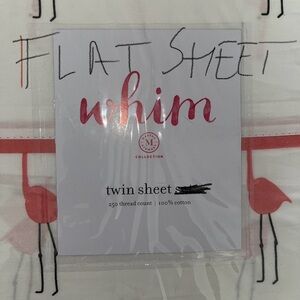 FLAT SHEET
whim
M
COLLECTION
twin sheet
250 thread count | 100% cotton